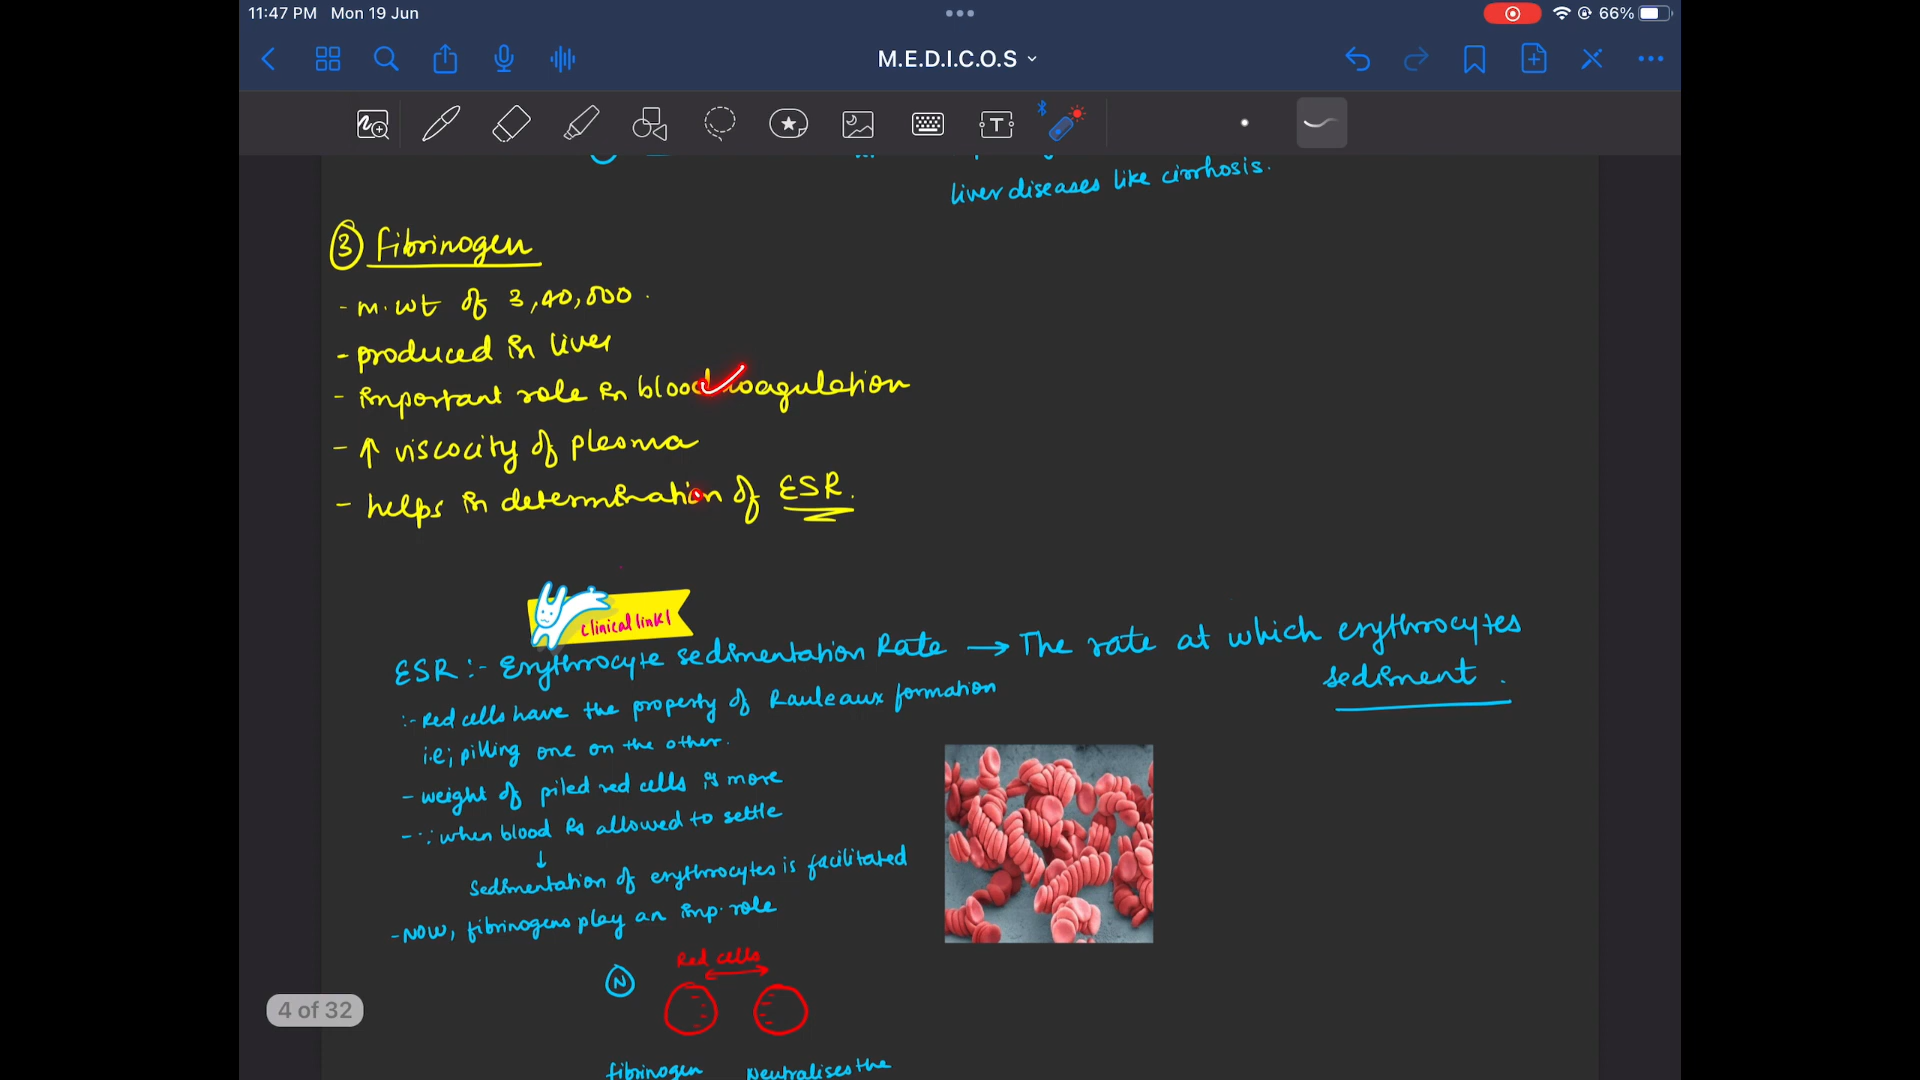 11:47 PM Mon 19 Jun
66%
M.E.D.I.C.O.S
T
liver diseases like cirrhosis.
③ fibrinogen
- m.wt of 3,40,000.
- produced in liver
- important role in blood coagulation
- ↑ viscocity of plasma
- helps in determination of ESR.
clinical link!
ESR :- Erythrocyte sedimentation Rate → The rate at which erythrocytes
sediment.
:- Red cells have the property of Rauleaux formation
i.e; pilling one on the other.
- weight of piled red cells is more
- ∵ when blood is allowed to settle
↓
Sedimentation of erythrocytes is facilitated
- NOW, fibrinogens play an imp. role
Red cells
N
4 of 32
fibrinogen Neutralises the